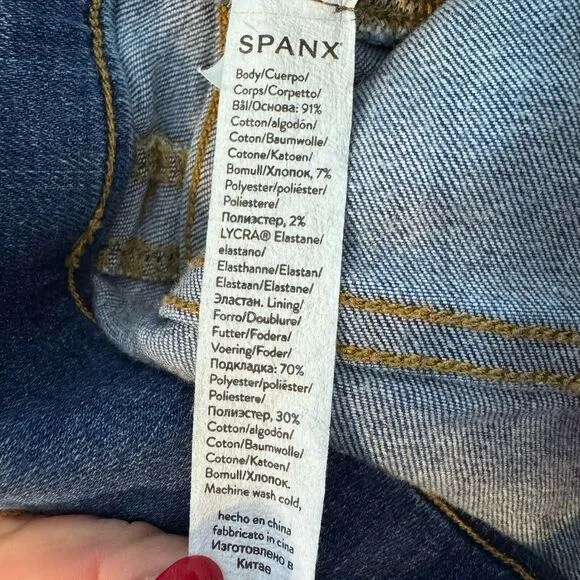 SPANX
Body/Cuerpo/
Corps/Corpetto/
Bål/Основа: 91%
Cotton/algodón/
Coton/Baumwolle/
Cotone/Katoen/
Bomull/Хлопок, 7%
Polyester/poliéster/
Poliestere/
Полиэстер, 2%
LYCRA® Elastane/
elastano/
Elasthanne/Elastan/
Elastaan/Elastane/
Эластан. Lining/
Forro/Doublure/
Futter/Fodera/
Voering/Foder/
Подкладка: 70%
Polyester/poliéster/
Poliestere/
Полиэстер, 30%
Cotton/algodón/
Coton/Baumwolle/
Cotone/Katoen/
Bomull/Хлопок.
Machine wash cold,
hecho en china
fabbricato in cina
Изготовлено в
Китае